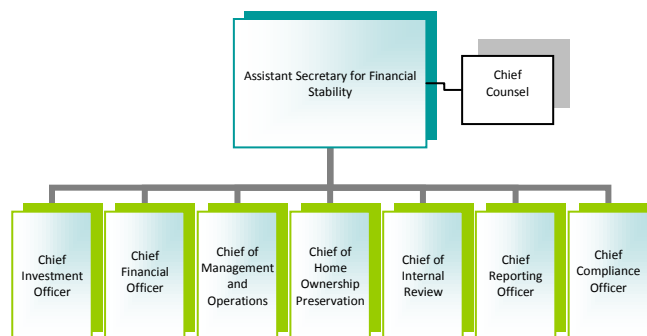 Assistant Secretary for Financial
Stability
Chief
Counsel
Chief
Investment
Officer
Chief
Financial
Officer
Chief of
Management
and
Operations
Chief of
Home
Ownership
Preservation
Chief of
Internal
Review
Chief
Reporting
Officer
Chief
Compliance
Officer